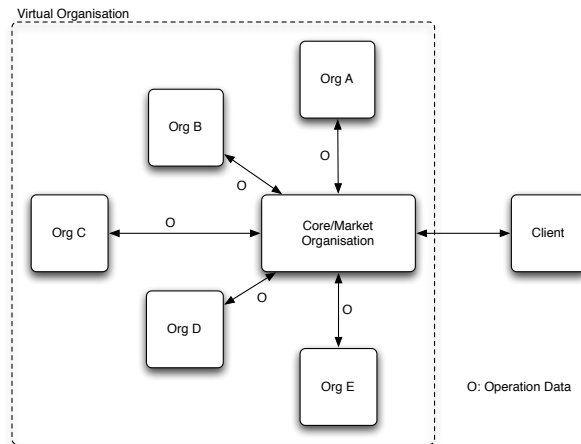 Virtual Organisation
Org A
Org B
O
O
Org C
O
Core/Market
Organisation
Client
Org D
O
O
Org E
O: Operation Data